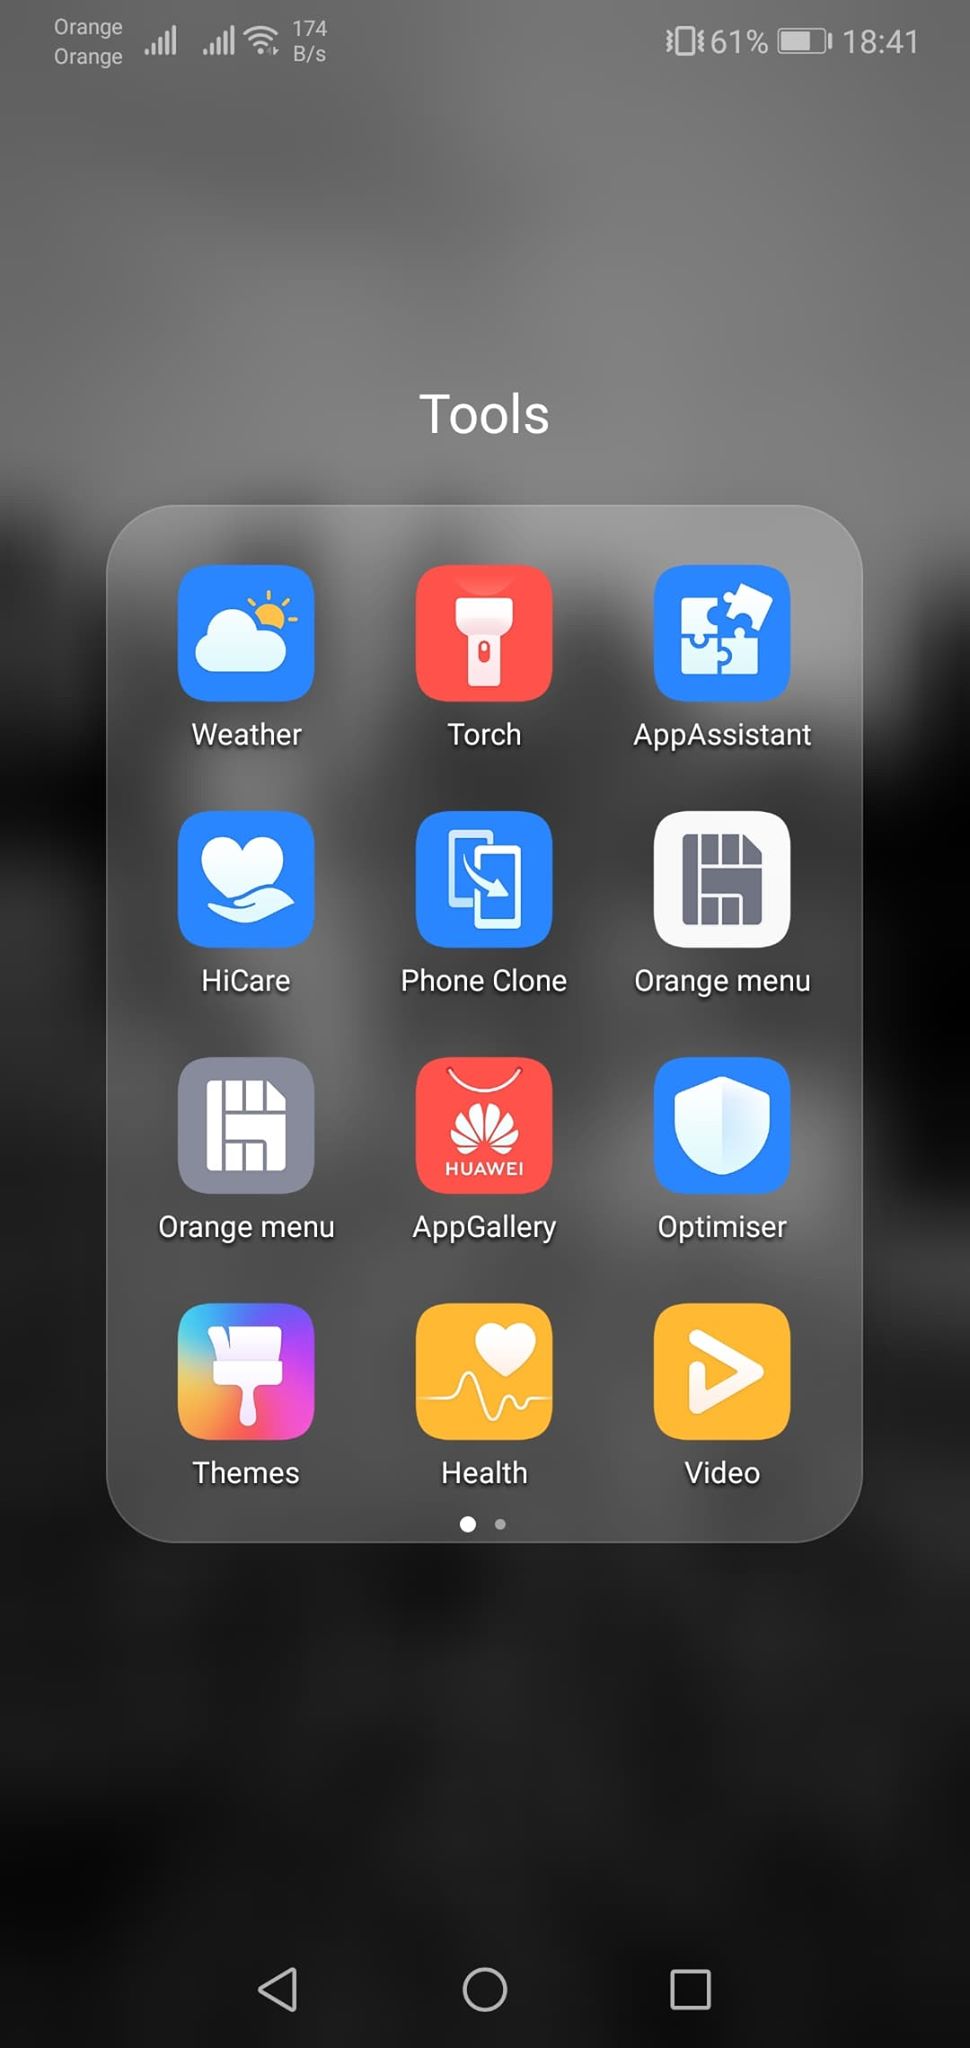 Orange
Orange
174
B/s
61%
18:41
Tools
Weather
Torch
AppAssistant
HiCare
Phone Clone
Orange menu
Orange menu
HUAWEI
AppGallery
Optimiser
Themes
Health
Video